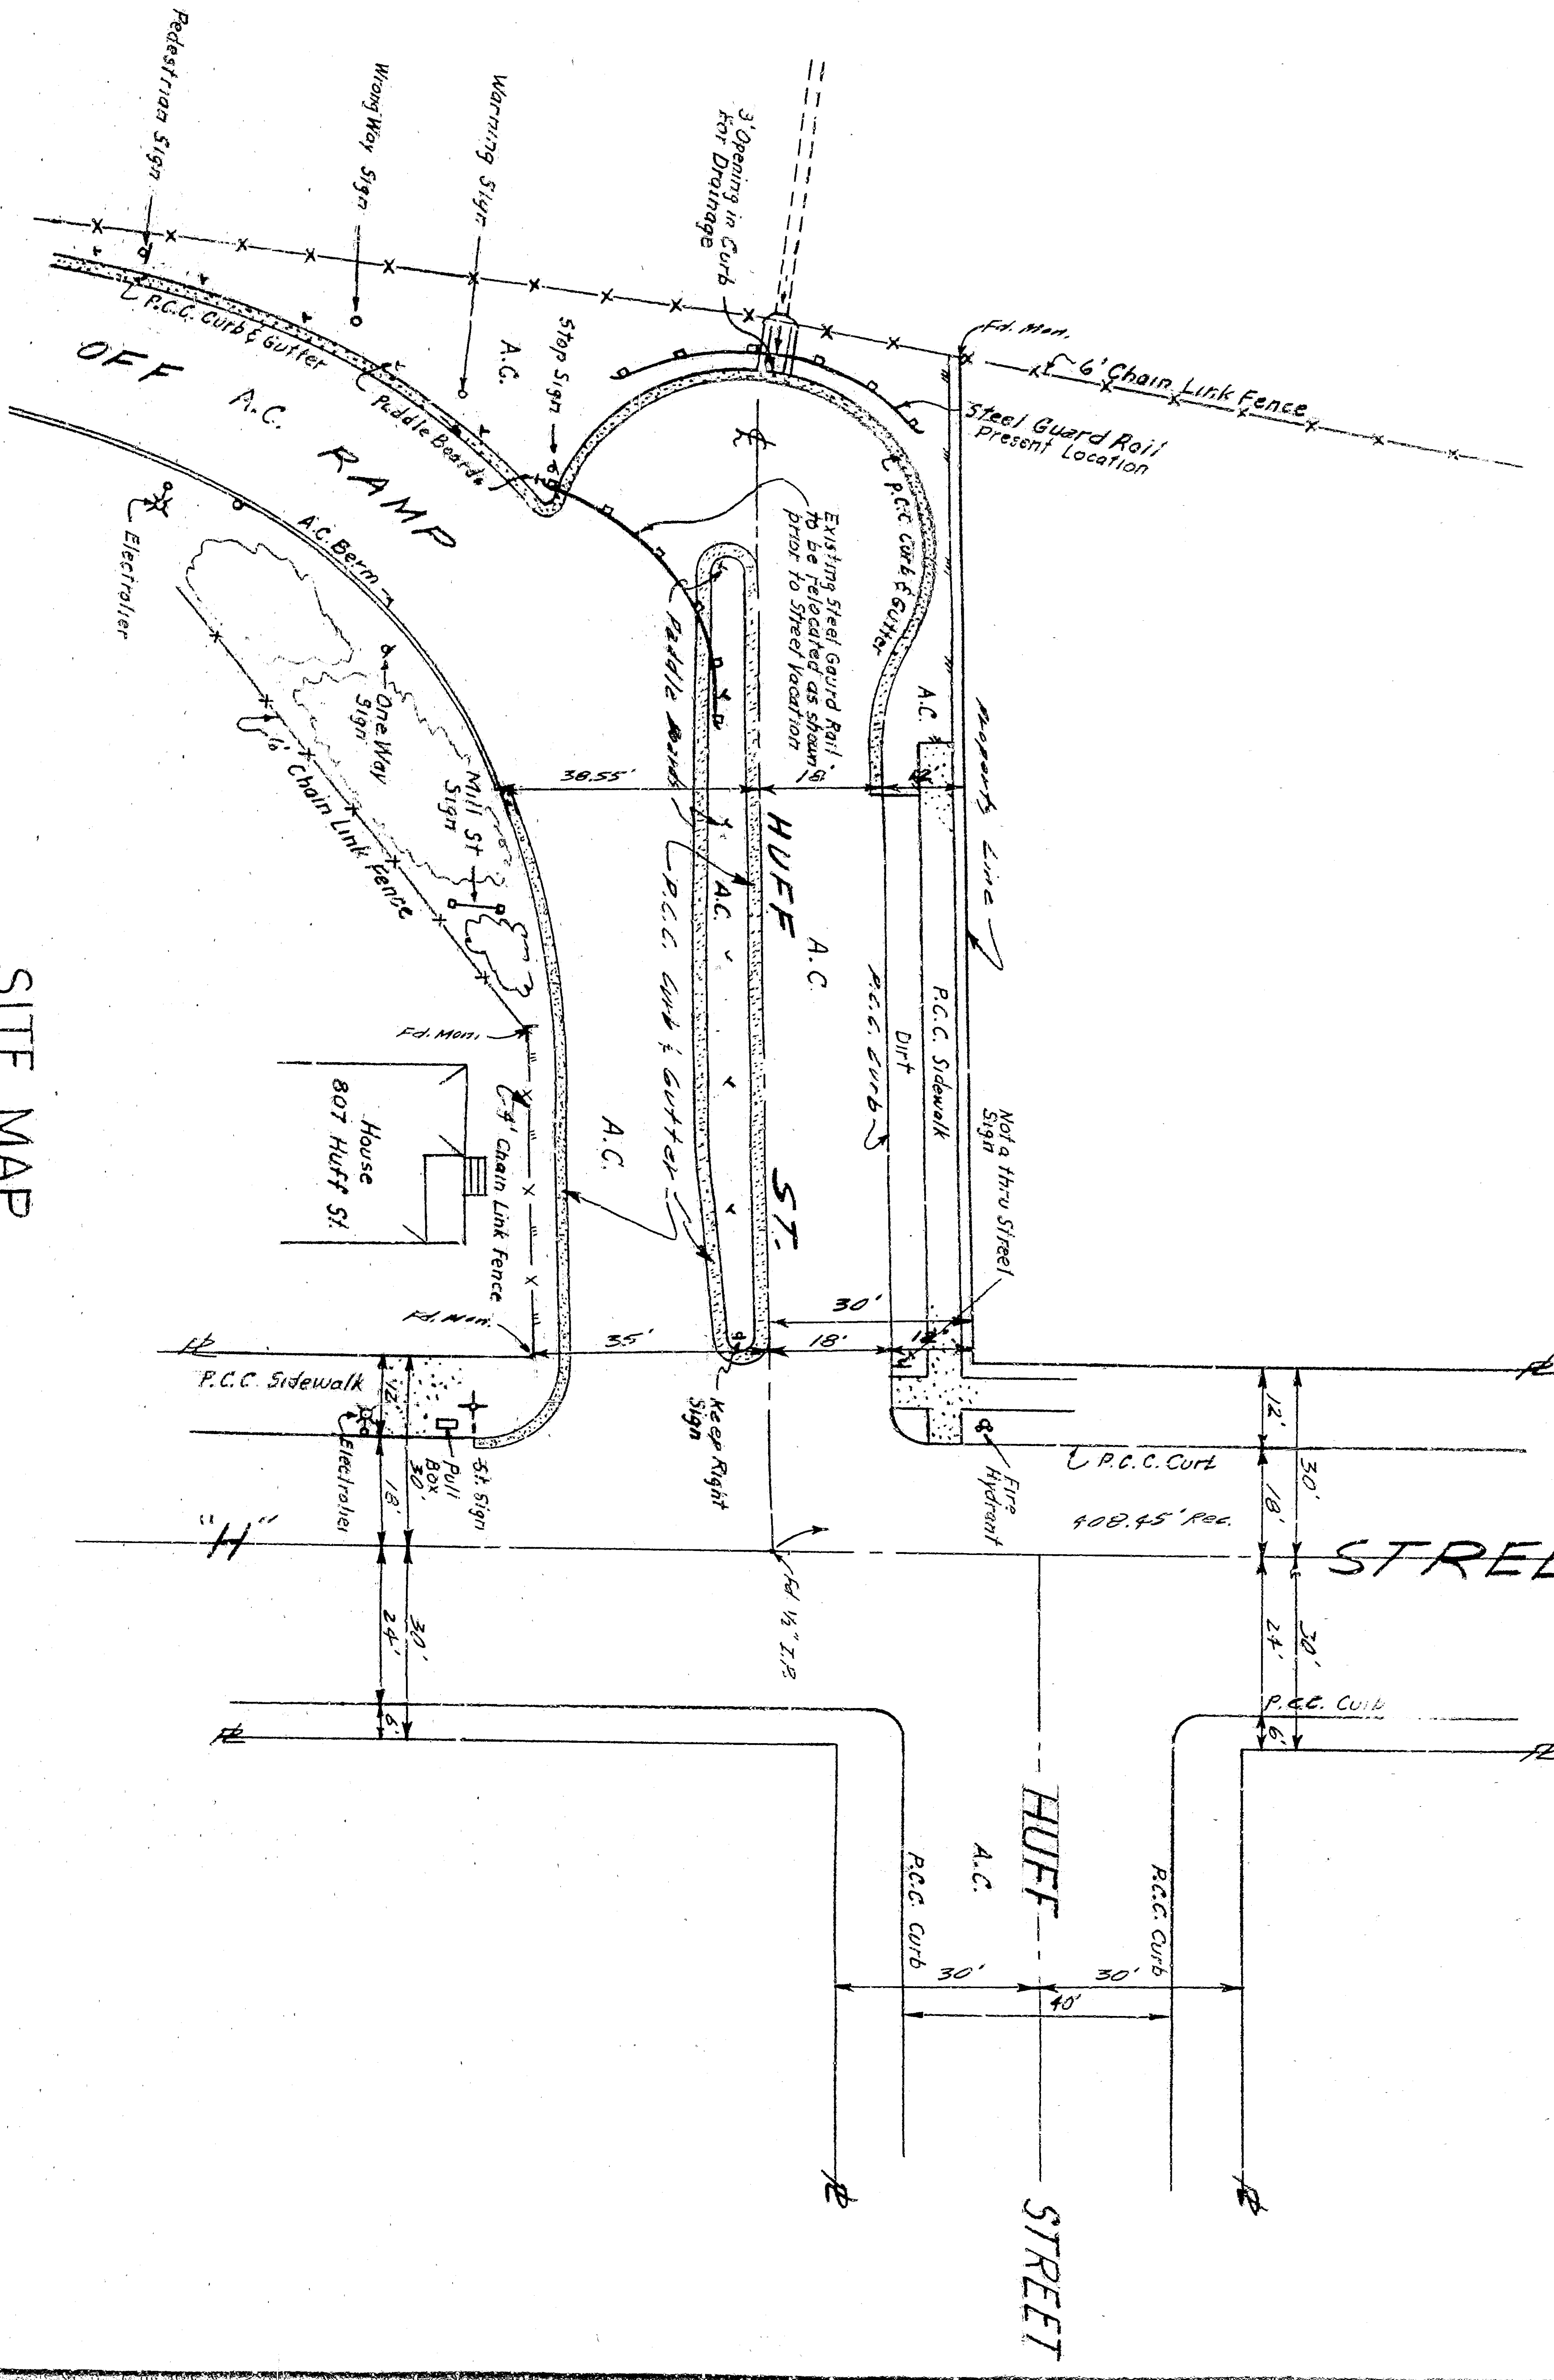 Pedestrian Sign
Wrong Way Sign
Warning Sign
3' Opening in Curb
For Drainage
Stop Sign
A.C.
Fd. Mon.
6' Chain Link Fence
Steel Guard Rail
Present Location
P.C.C. Curb & Gutter
Paddle Boards
OFF
A.C.
RAMP
A.C. Berm
Electrolier
P.C.C. Curb & Gutter
Existing Steel Gaurd Rail
to be relocated as shown
prior to Street Vacation
A.C.
Property Line
One Way
Sign
6' Chain Link Fence
Mill St
Sign
38.55'
18'
12'
Paddle Boards
P.C.C. Curb & Gutter
A.C.
HUFF
ST.
A.C.
P.C.C. Curb
Dirt
P.C.C. Sidewalk
Not a thru Street
Sign
Fd. Mon.
4' Chain Link Fence
House
807 Huff St.
A.C.
Fd. Mon.
35'
30'
18'
12'
SITE MAP
P.C.C. Sidewalk
12'
30'
18'
Electrolier
Pull
Box
St. Sign
Keep Right
Sign
Fire
Hydrant
P.C.C. Curb
408.45' Rec.
12'
30'
18'
"H"
STREE
Fd ½" I.P.
30'
24'
6'
30'
24'
6'
P.C.C. Curb
HUFF
STREET
A.C.
P.C.C. Curb
P.C.C. Curb
30'
30'
40'